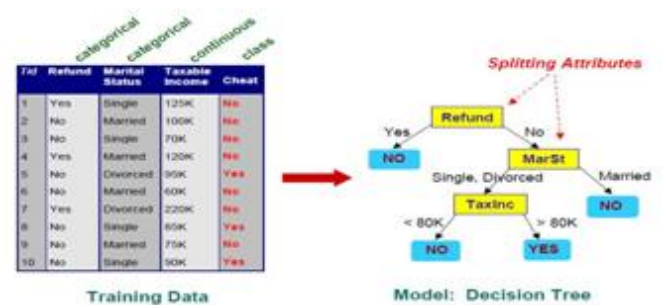 categorical
categorical
continuous
class
Tid Refund Marital Status Taxable Income Cheat
1 Yes Single 125K No
2 No Married 100K No
3 No Single 70K No
4 Yes Married 120K No
5 No Divorced 95K Yes
6 No Married 60K No
7 Yes Divorced 220K No
8 No Single 85K Yes
9 No Married 75K No
10 No Single 90K Yes
Training Data
Splitting Attributes
Refund
Yes No
NO MarSt
Single, Divorced Married
TaxInc NO
< 80K > 80K
NO YES
Model: Decision Tree